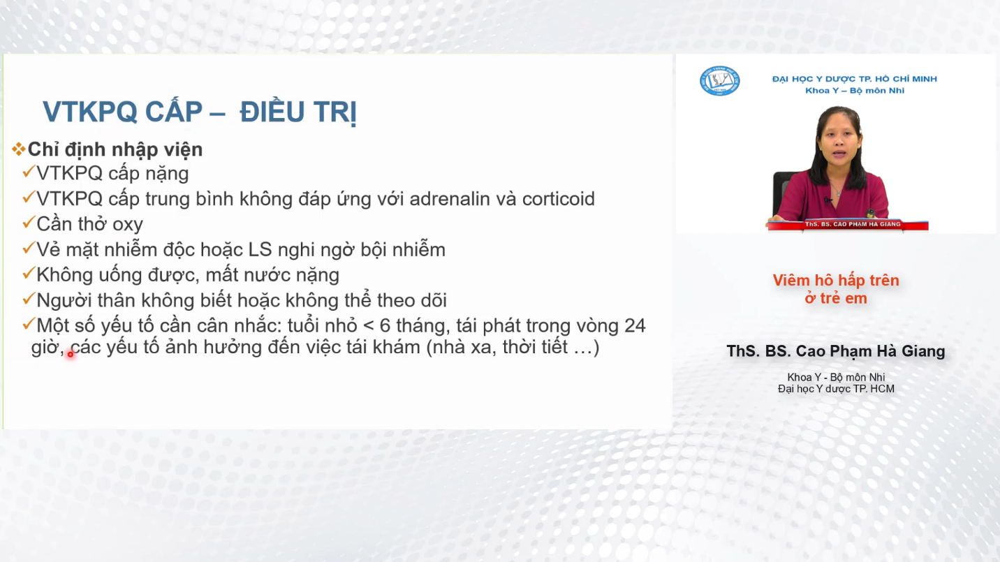 VTKPQ CẤP – ĐIỀU TRỊ
Chỉ định nhập viện
VTKPQ cấp nặng
VTKPQ cấp trung bình không đáp ứng với adrenalin và corticoid
Cần thở oxy
Vẻ mặt nhiễm độc hoặc LS nghi ngờ bội nhiễm
Không uống được, mất nước nặng
Người thân không biết hoặc không thể theo dõi
Một số yếu tố cần cân nhắc: tuổi nhỏ < 6 tháng, tái phát trong vòng 24
giờ, các yếu tố ảnh hưởng đến việc tái khám (nhà xa, thời tiết …)
ĐẠI HỌC Y DƯỢC TP. HỒ CHÍ MINH
Khoa Y – Bộ môn Nhi
ThS. BS. CAO PHẠM HÀ GIANG
Viêm hô hấp trên
ở trẻ em
ThS. BS. Cao Phạm Hà Giang
Khoa Y - Bộ môn Nhi
Đại học Y dược TP. HCM